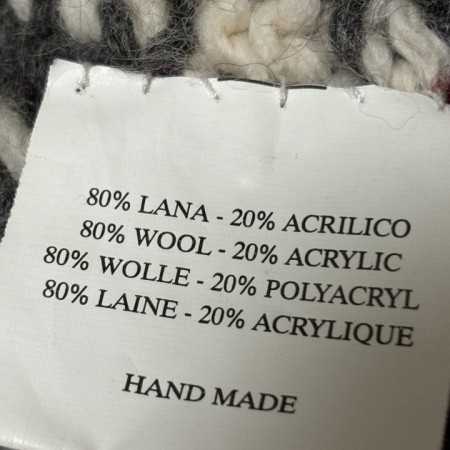 80% LANA - 20% ACRILICO
80% WOOL - 20% ACRYLIC
80% WOLLE - 20% POLYACRYL
80% LAINE - 20% ACRYLIQUE
HAND MADE